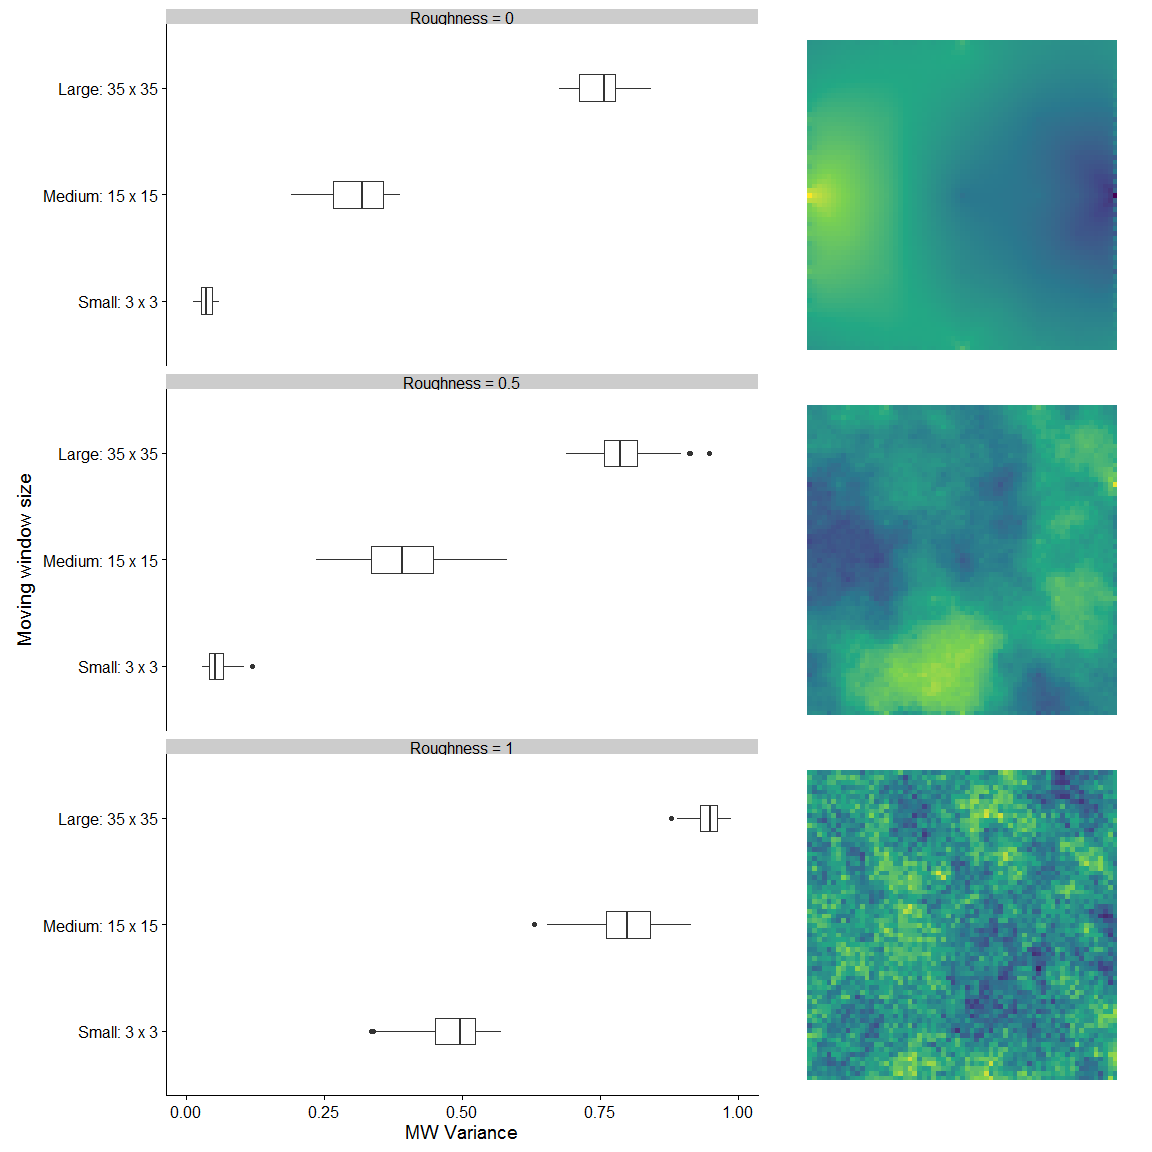 Roughness = 0
Large: 35 x 35
Medium: 15 x 15
Small: 3 x 3
Roughness = 0.5
Large: 35 x 35
Medium: 15 x 15
Small: 3 x 3
Moving window size
Roughness = 1
Large: 35 x 35
Medium: 15 x 15
Small: 3 x 3
0.00 0.25 0.50 0.75 1.00
MW Variance